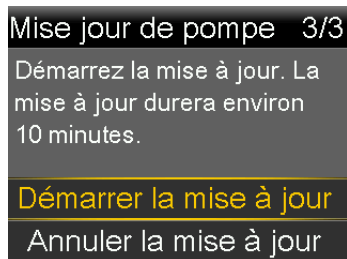 Mise jour de pompe 3/3
Démarrez la mise à jour. La
mise à jour durera environ
10 minutes.
Démarrer la mise à jour
Annuler la mise à jour